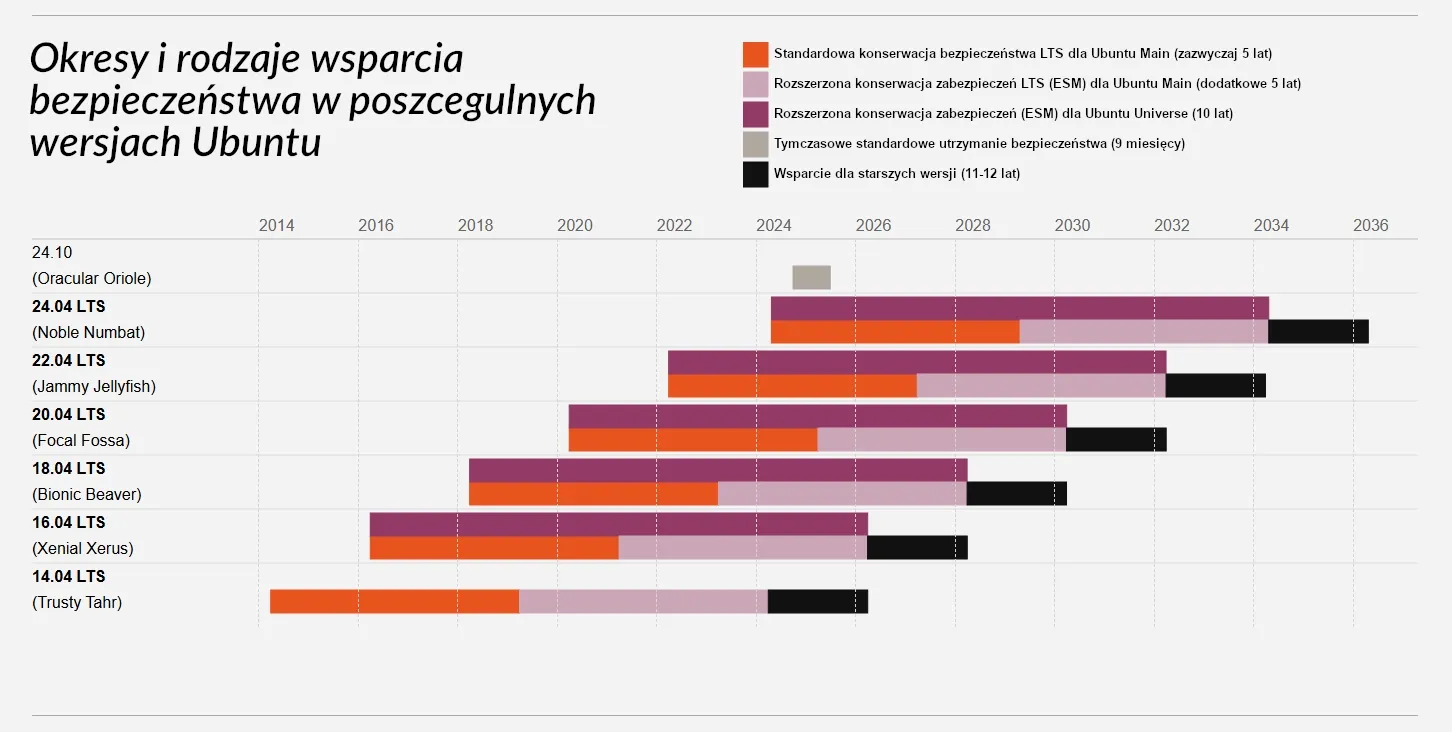 Okresy i rodzaje wsparcia
bezpieczeństwa w poszcegulnych
wersjach Ubuntu
Standardowa konserwacja bezpieczeństwa LTS dla Ubuntu Main (zazwyczaj 5 lat)
Rozszerzona konserwacja zabezpieczeń LTS (ESM) dla Ubuntu Main (dodatkowe 5 lat)
Rozszerzona konserwacja zabezpieczeń (ESM) dla Ubuntu Universe (10 lat)
Tymczasowe standardowe utrzymanie bezpieczeństwa (9 miesięcy)
Wsparcie dla starszych wersji (11-12 lat)
2014 2016 2018 2020 2022 2024 2026 2028 2030 2032 2034 2036
24.10
(Oracular Oriole)
24.04 LTS
(Noble Numbat)
22.04 LTS
(Jammy Jellyfish)
20.04 LTS
(Focal Fossa)
18.04 LTS
(Bionic Beaver)
16.04 LTS
(Xenial Xerus)
14.04 LTS
(Trusty Tahr)